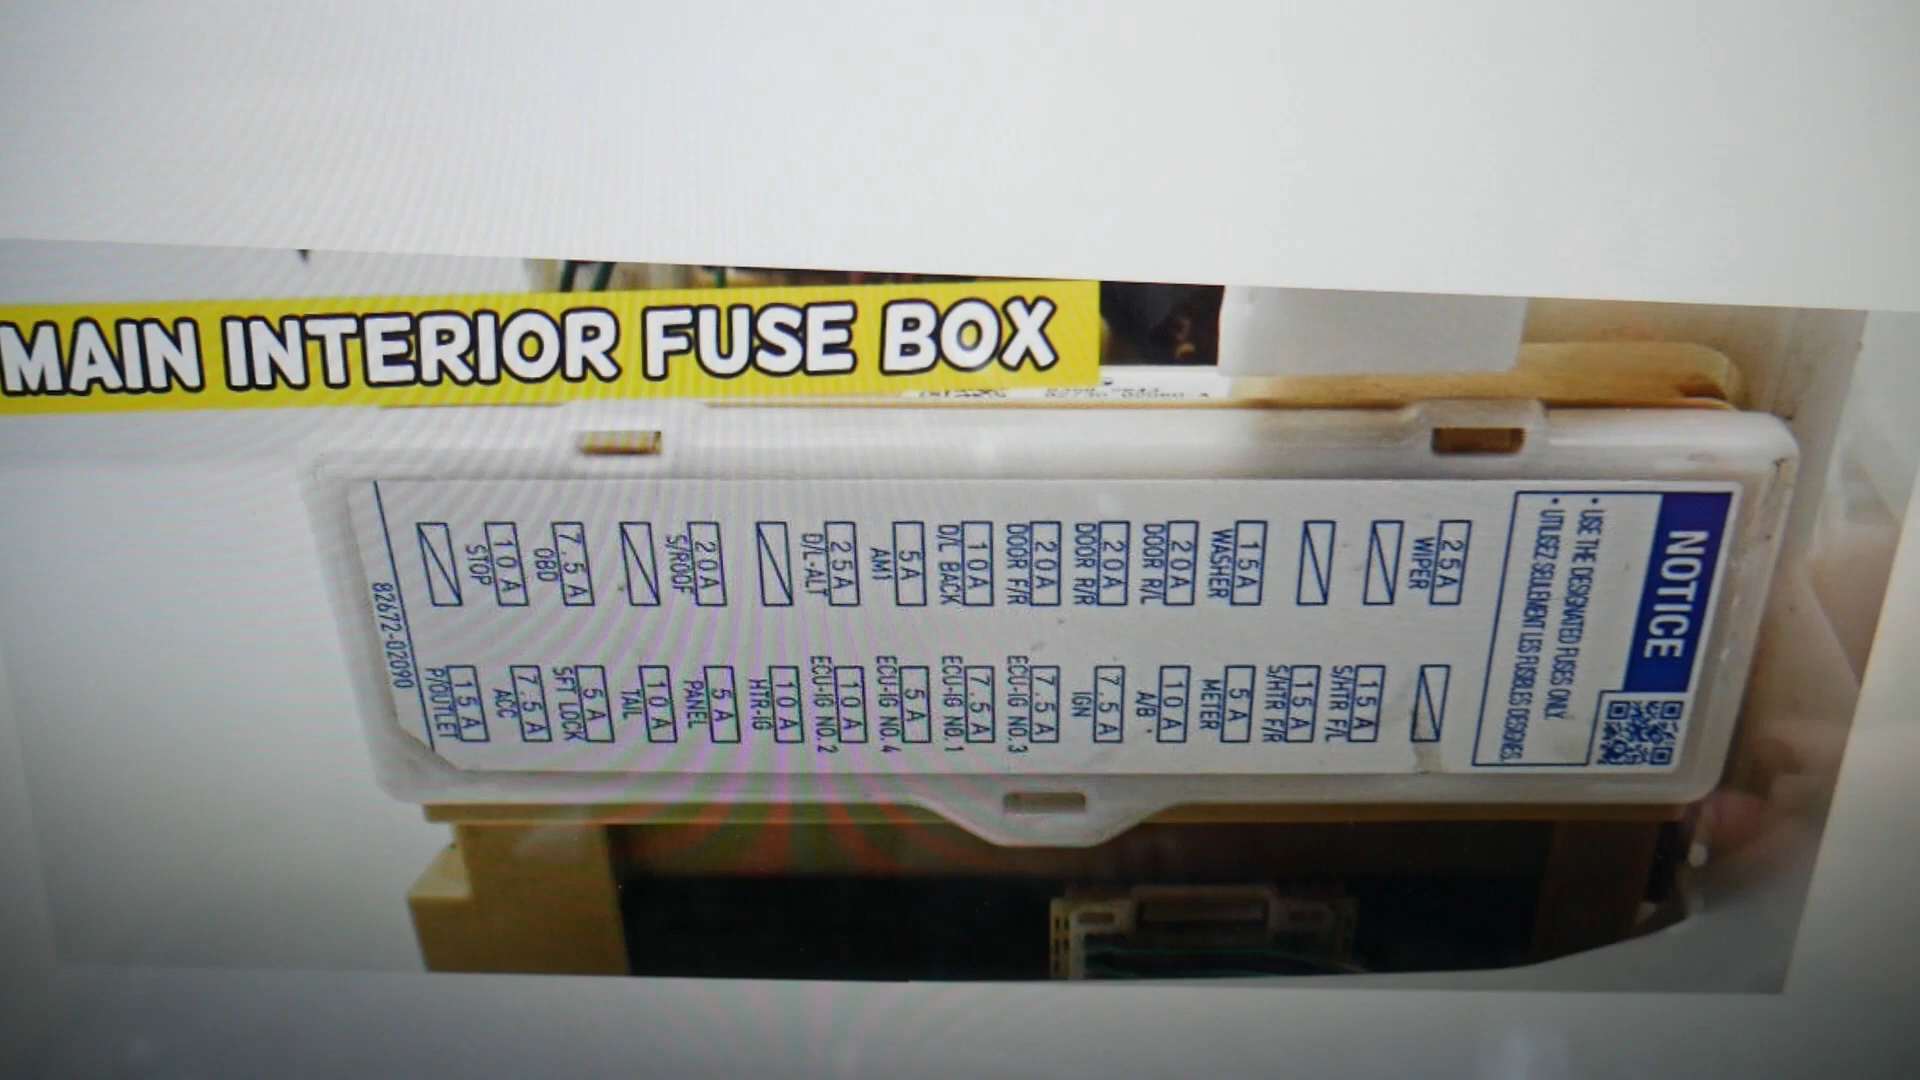 MAIN INTERIOR FUSE BOX
NOTICE
• USE THE DESIGNATED FUSES ONLY.
• UTILISEZ SEULEMENT LES FUSIBLES DESIGNES.
25A
WIPER
15A
WASHER
20A
DOOR R/L
20A
DOOR R/R
20A
DOOR F/R
10A
D/L BACK
5A
AM1
25A
D/L-ALT
20A
S/ROOF
7.5A
OBD
10A
STOP
15A
S/HTR F/L
15A
S/HTR F/R
5A
METER
10A
A/B
7.5A
IGN
7.5A
ECU-IG NO.3
7.5A
ECU-IG NO.1
5A
ECU-IG NO.4
10A
ECU-IG NO.2
10A
HTR-IG
5A
PANEL
10A
TAIL
5A
SFT LOCK
7.5A
ACC
15A
P/OUTLET
82672-02090